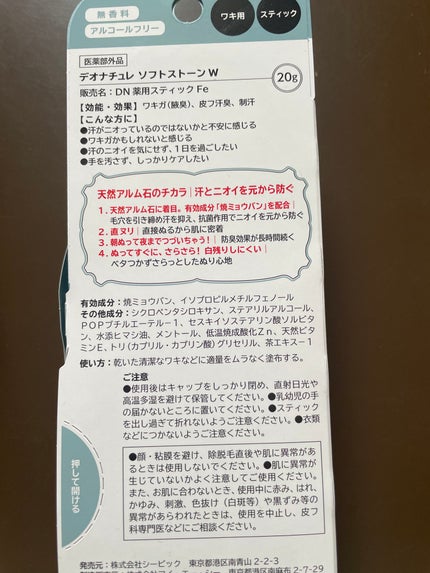 無香料
アルコールフリー
ワキ用
スティック
医薬部外品
デオナチュレ ソフトストーンW
20g
販売名：DN薬用スティックFe
【効能・効果】ワキガ（腋臭）、皮フ汗臭、制汗
【こんな方に】
●汗がニオっているのではないかと不安に感じる
●ワキガかもしれないと感じる
●汗のニオイを気にせず、1日を過ごしたい
●手を汚さず、しっかりケアしたい
天然アルム石のチカラ｜汗とニオイを元から防ぐ
1．天然アルム石に着目。有効成分「焼ミョウバン」を配合｜
毛穴を引き締め汗を抑え、抗菌作用でニオイを元から防ぐ
2．直ヌリ｜直接ぬるから肌に密着
3．朝ぬって夜までつづいちゃう！｜防臭効果が長時間続く
4．ぬってすぐに、さらさら！白残りしにくい｜
ベタつかずさらっとしたぬり心地
有効成分：焼ミョウバン、イソプロピルメチルフェノール
その他成分：シクロペンタシロキサン、ステアリルアルコール、
POPブチルエーテル－1、セスキイソステアリン酸ソルビタ
ン、水添ヒマシ油、メントール、低温焼成酸化Zn、天然ビタ
ミンE、トリ（カプリル・カプリン酸）グリセリル、茶エキス－1
使い方：乾いた清潔なワキなどに適量をムラなく塗布する。
ご注意
●使用後はキャップをしっかり閉め、直射日光や
高温多湿を避けて保管してください。●乳幼児の手
の届かないところに置いてください。●スティック
を出し過ぎて折れないようご注意ください。●衣類
などにつかないようご注意ください。
●顔・粘膜を避け、除脱毛直後や肌に異常があ
るときは使用しないでください。●肌に異常が
生じていないかよく注意してご使用ください。
また、お肌に合わないとき、使用中に赤み、はれ、
かゆみ、刺激、色抜け（白斑等）や黒ずみ等の
異常があらわれたときは、使用を中止し、皮フ
科専門医などにご相談ください。
押して開ける
発売元：株式会社シービック 東京都港区南青山2-2-3
東京都港区南麻布2-7-29